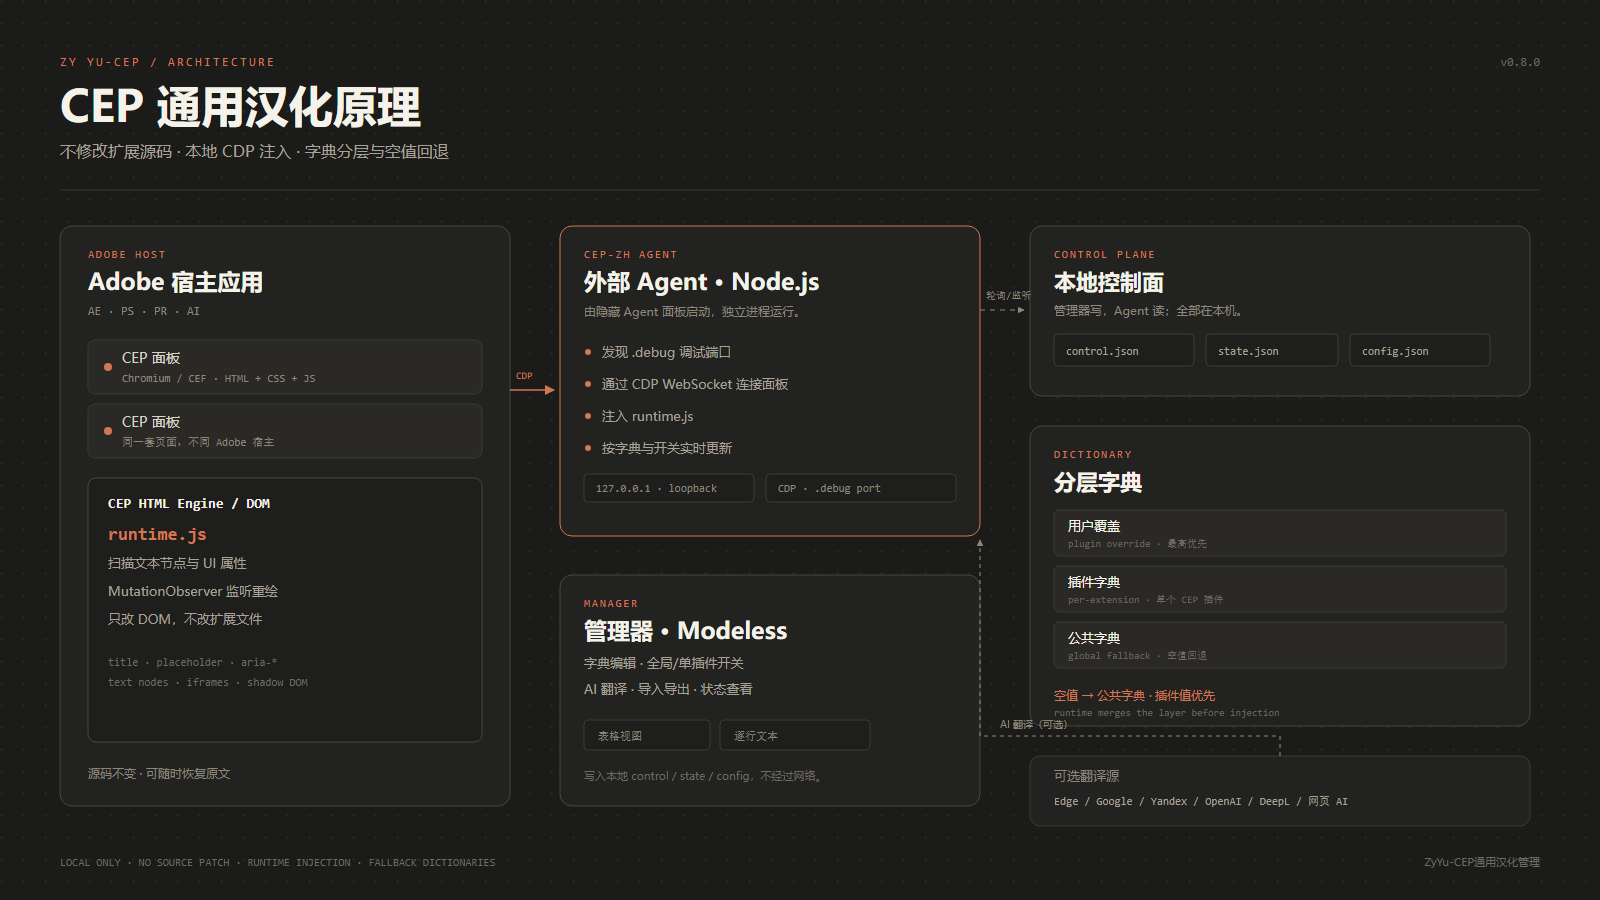 ZY YU-CEP / ARCHITECTURE
v0.8.0
CEP 通用汉化原理
不修改扩展源码 · 本地 CDP 注入 · 字典分层与空值回退
ADOBE HOST
Adobe 宿主应用
AE · PS · PR · AI
CEP 面板
Chromium / CEF · HTML + CSS + JS
CEP 面板
同一套页面，不同 Adobe 宿主
CEP HTML Engine / DOM
runtime.js
扫描文本节点与 UI 属性
MutationObserver 监听重绘
只改 DOM，不改扩展文件
title · placeholder · aria-*
text nodes · iframes · shadow DOM
源码不变 · 可随时恢复原文
CDP
CEP-ZH AGENT
外部 Agent • Node.js
由隐藏 Agent 面板启动，独立进程运行。
发现 .debug 调试端口
通过 CDP WebSocket 连接面板
注入 runtime.js
按字典与开关实时更新
127.0.0.1 · loopback
CDP · .debug port
MANAGER
管理器 • Modeless
字典编辑 · 全局/单插件开关
AI 翻译 · 导入导出 · 状态查看
表格视图
逐行文本
写入本地 control / state / config，不经过网络。
轮询/监听
CONTROL PLANE
本地控制面
管理器写，Agent 读；全部在本机。
control.json
state.json
config.json
DICTIONARY
分层字典
用户覆盖
plugin override · 最高优先
插件字典
per-extension · 单个 CEP 插件
公共字典
global fallback · 空值回退
空值 → 公共字典 · 插件值优先
runtime merges the layer before injection
AI 翻译（可选）
可选翻译源
Edge / Google / Yandex / OpenAI / DeepL / 网页 AI
LOCAL ONLY · NO SOURCE PATCH · RUNTIME INJECTION · FALLBACK DICTIONARIES
ZyYu-CEP通用汉化管理